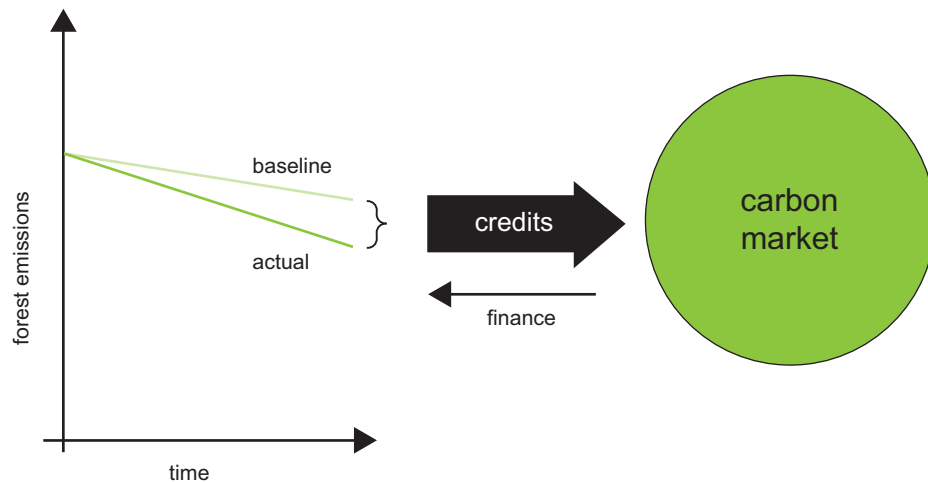 forest emissions
baseline
actual
time
credits
finance
carbon
market